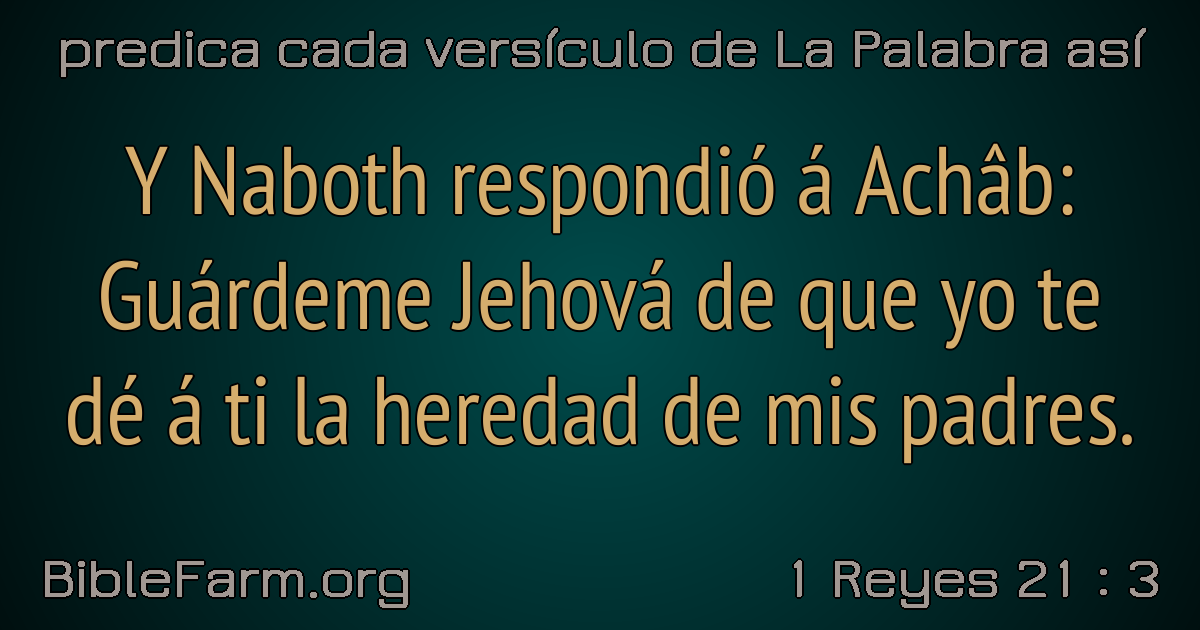 predica cada versículo de La Palabra así
Y Naboth respondió á Achâb:
Guárdeme Jehová de que yo te
dé á ti la heredad de mis padres.
BibleFarm.org
1 Reyes 21 : 3